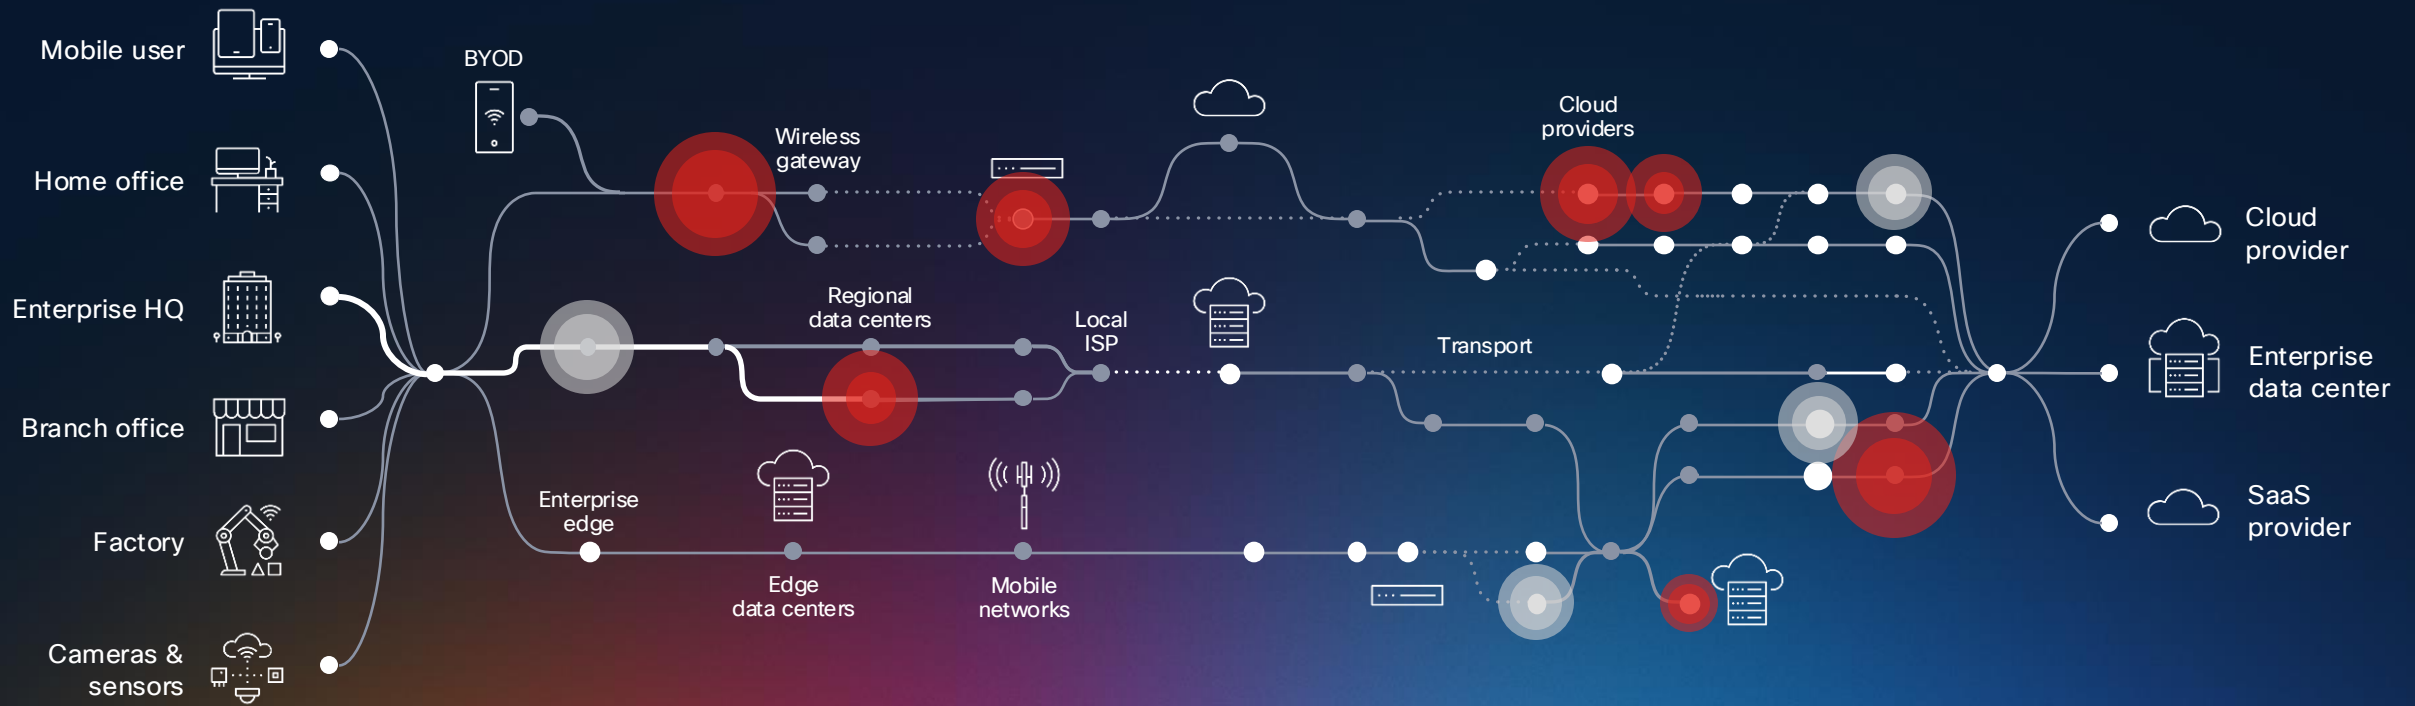 Mobile user
Home office
Enterprise HQ
Branch office
Factory
Cameras &
sensors
BYOD
Wireless
gateway
Regional
data centers
Local
ISP
Enterprise
edge
Edge
data centers
Mobile
networks
Cloud
providers
Transport
Cloud
provider
Enterprise
data center
SaaS
provider